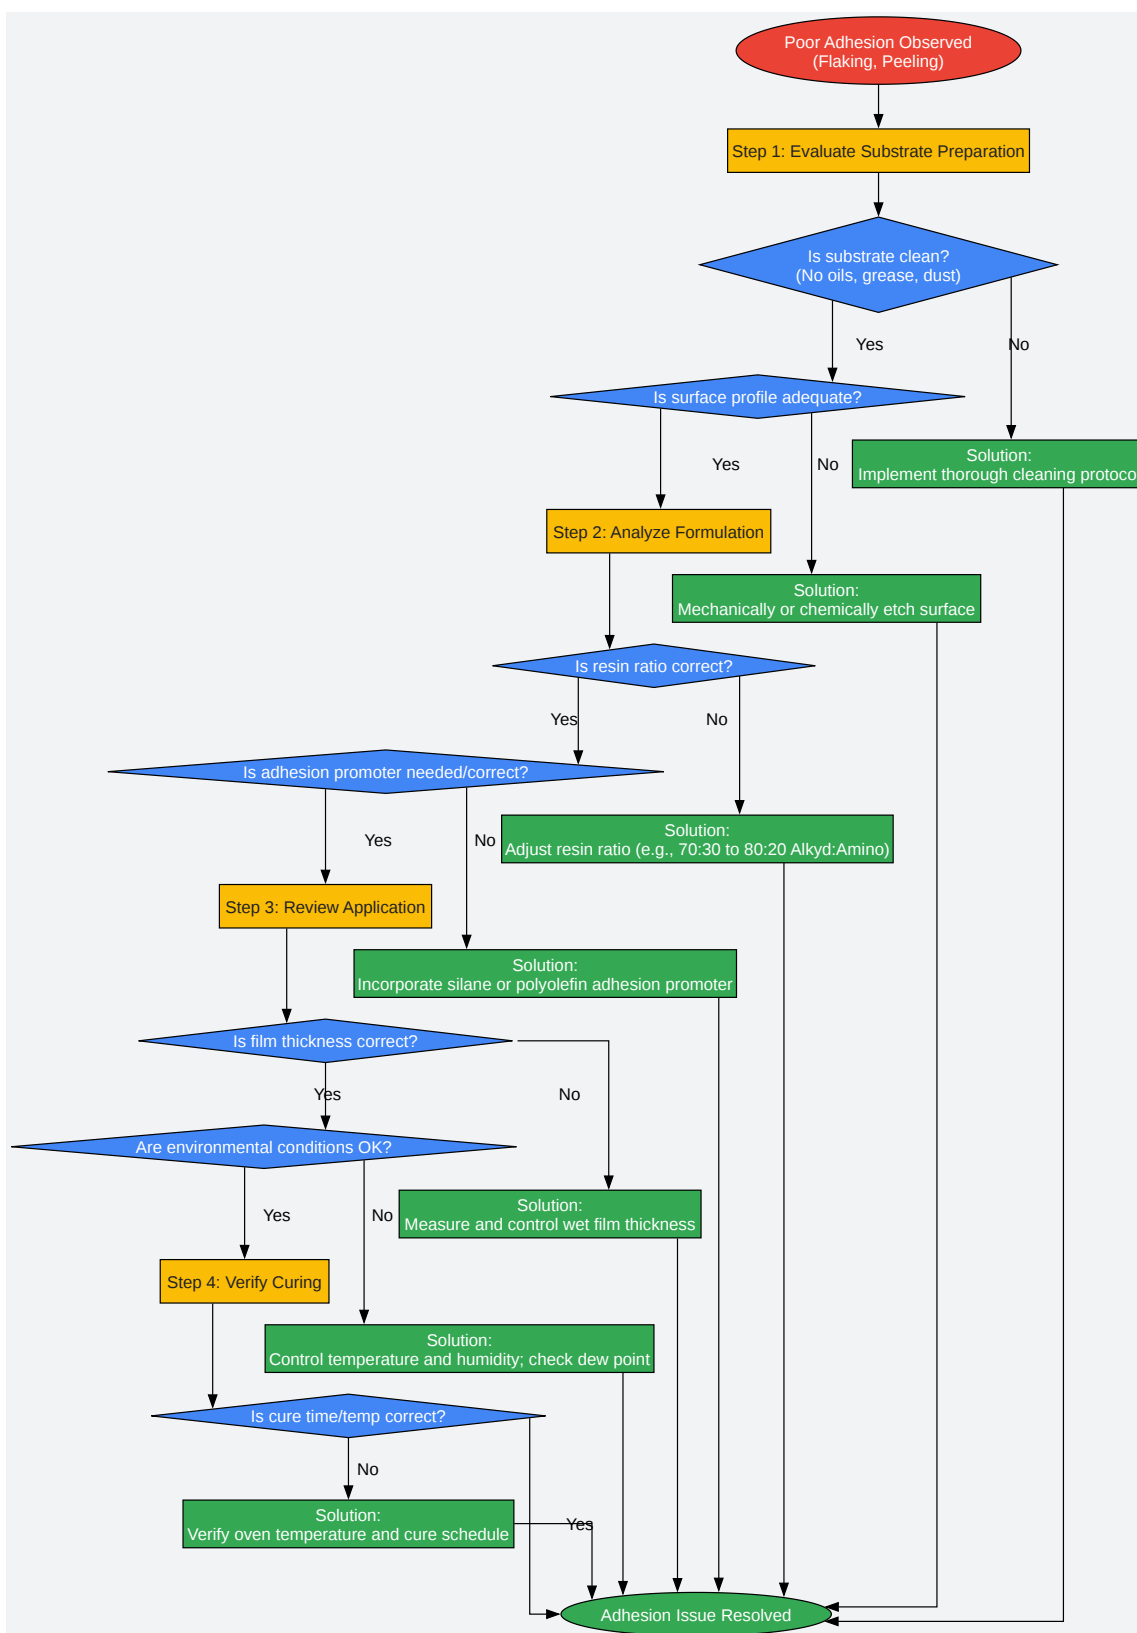 Poor Adhesion Observed
(Flaking, Peeling)
Step 1: Evaluate Substrate Preparation
Is substrate clean?
(No oils, grease, dust)
Yes
No
Is surface profile adequate?
Yes
No
Solution:
Implement thorough cleaning protoco
Step 2: Analyze Formulation
Solution:
Mechanically or chemically etch surface
Is resin ratio correct?
Yes
No
Is adhesion promoter needed/correct?
Yes
No
Solution:
Adjust resin ratio (e.g., 70:30 to 80:20 Alkyd:Amino)
Step 3: Review Application
Solution:
Incorporate silane or polyolefin adhesion promoter
Is film thickness correct?
Yes
No
Are environmental conditions OK?
Yes
No
Solution:
Measure and control wet film thickness
Step 4: Verify Curing
Solution:
Control temperature and humidity; check dew point
Is cure time/temp correct?
No
Solution:
Verify oven temperature and cure schedule
Yes
Adhesion Issue Resolved